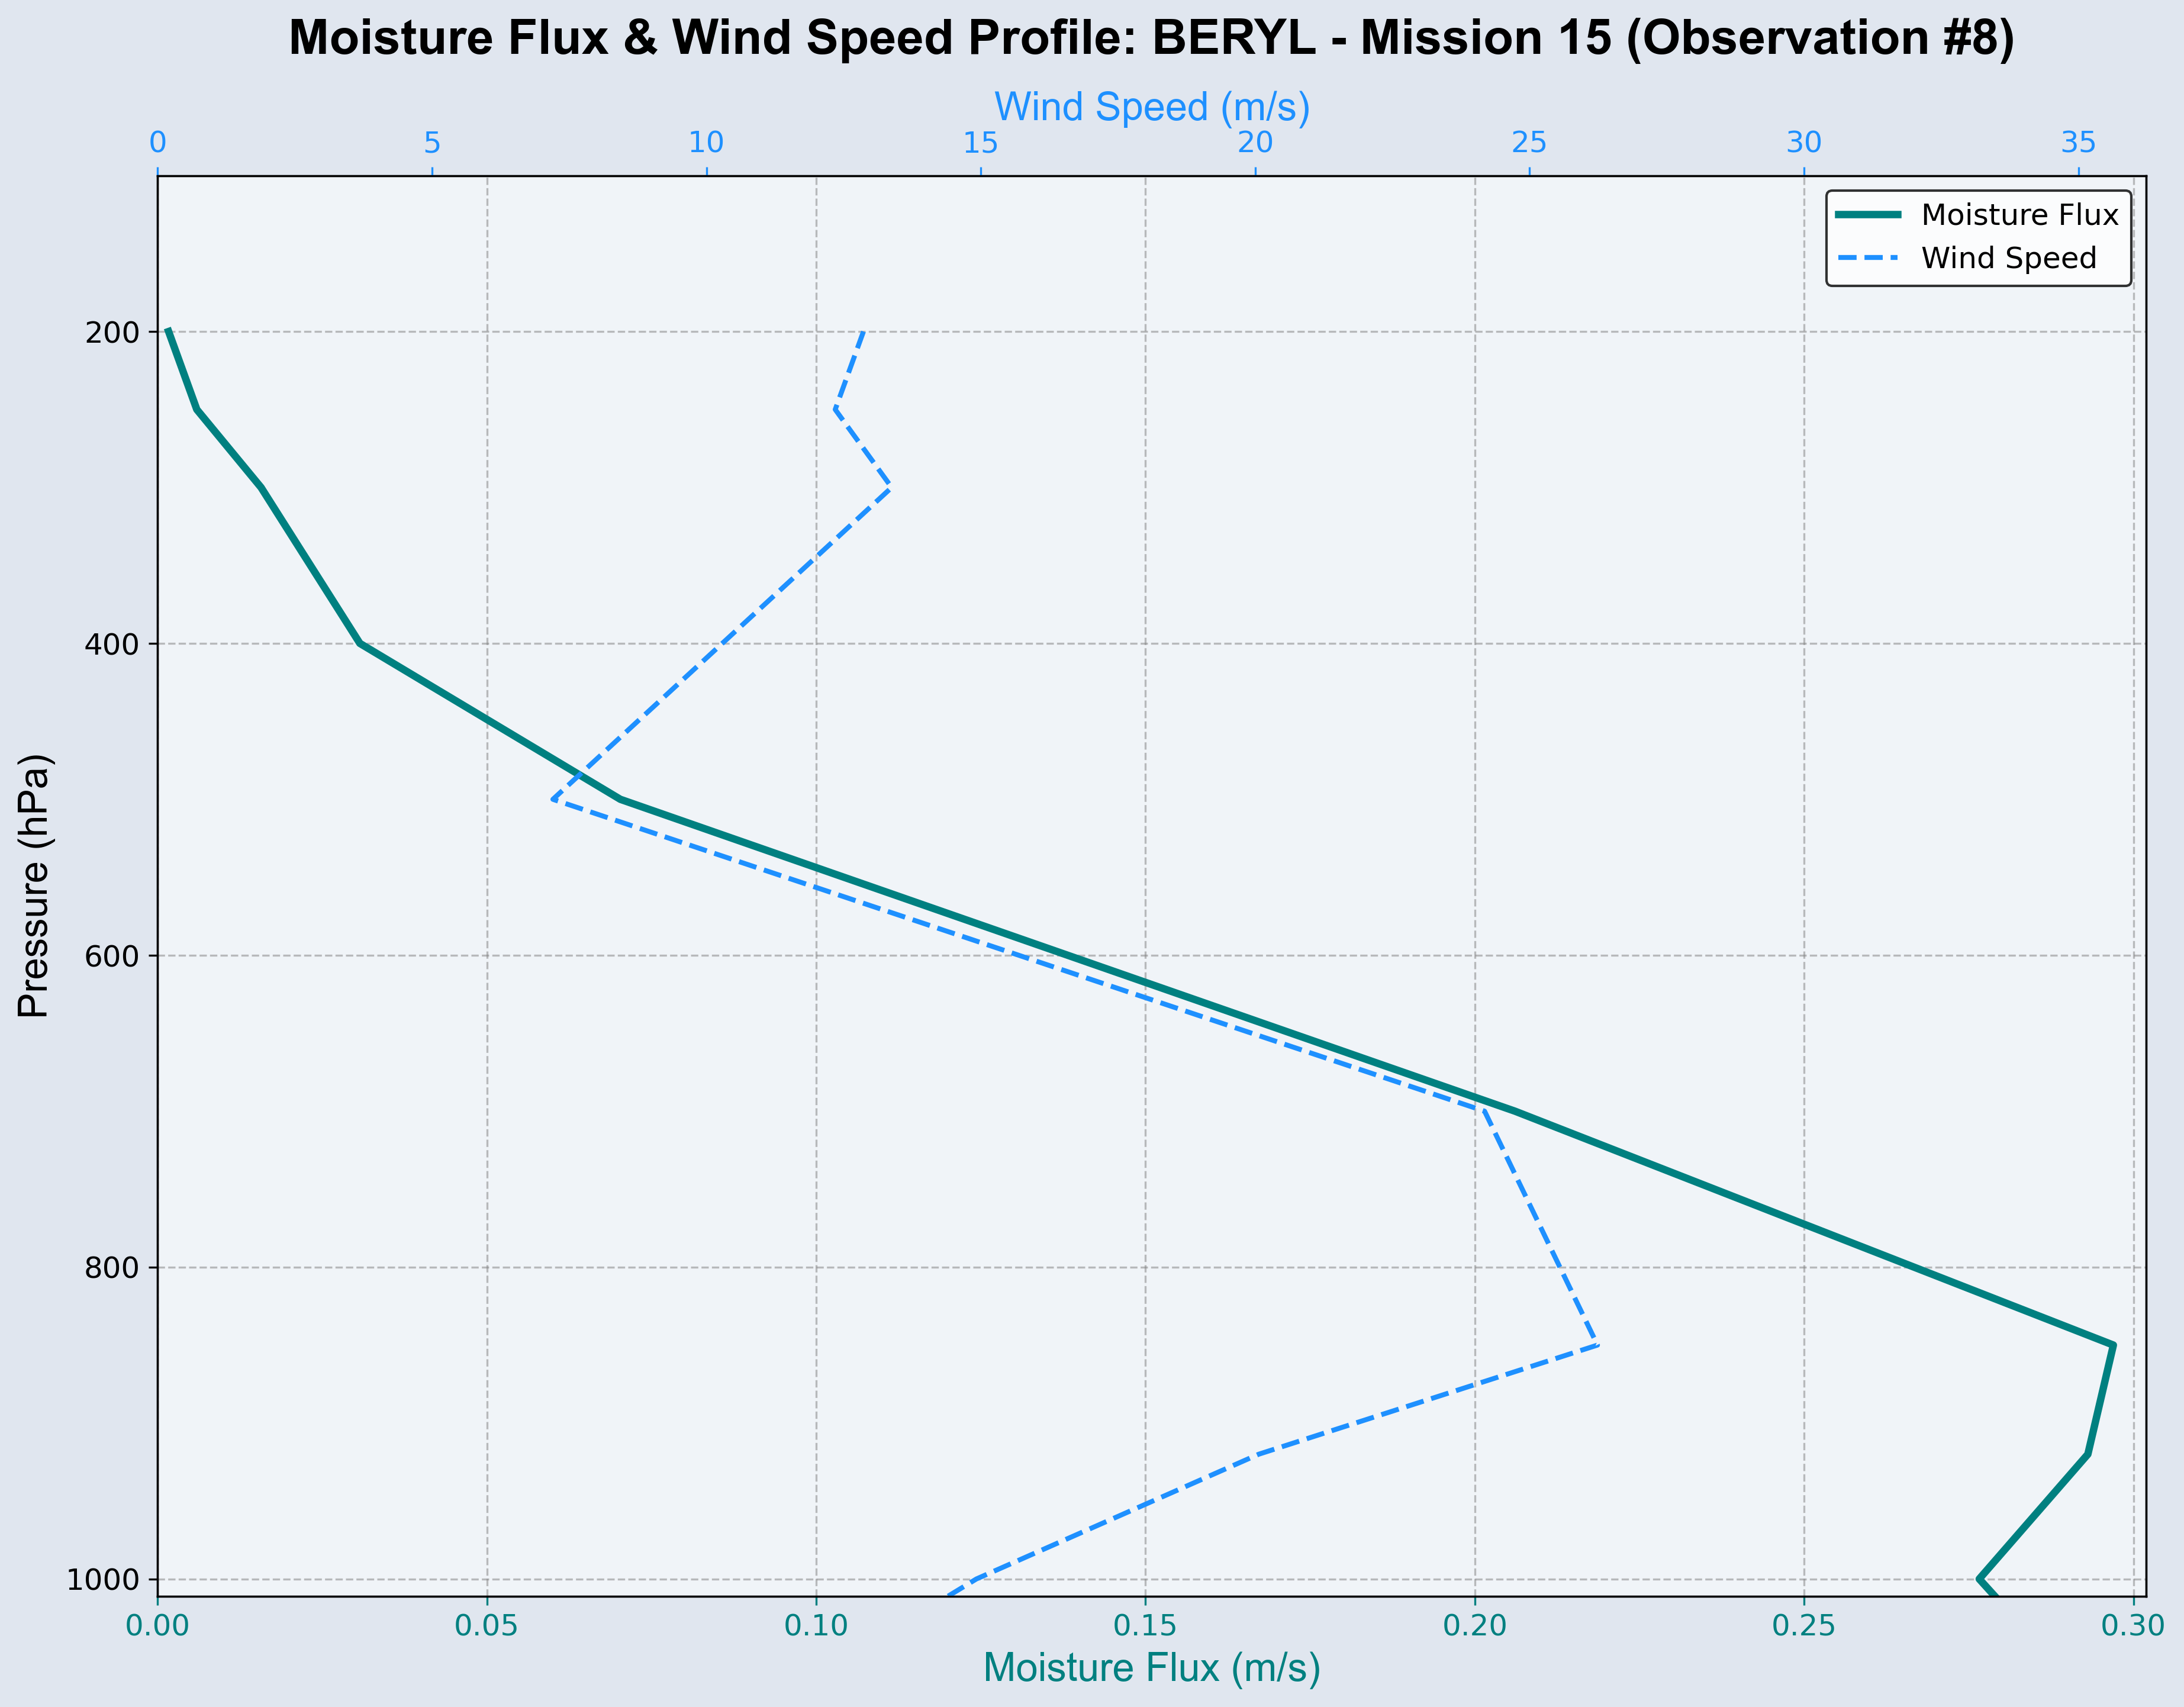 Moisture Flux & Wind Speed Profile: BERYL - Mission 15 (Observation #8)
Wind Speed (m/s)
0 5 10 15 20 25 30 35
Moisture Flux
Wind Speed
200
400
600
800
1000
Pressure (hPa)
0.00 0.05 0.10 0.15 0.20 0.25 0.30
Moisture Flux (m/s)